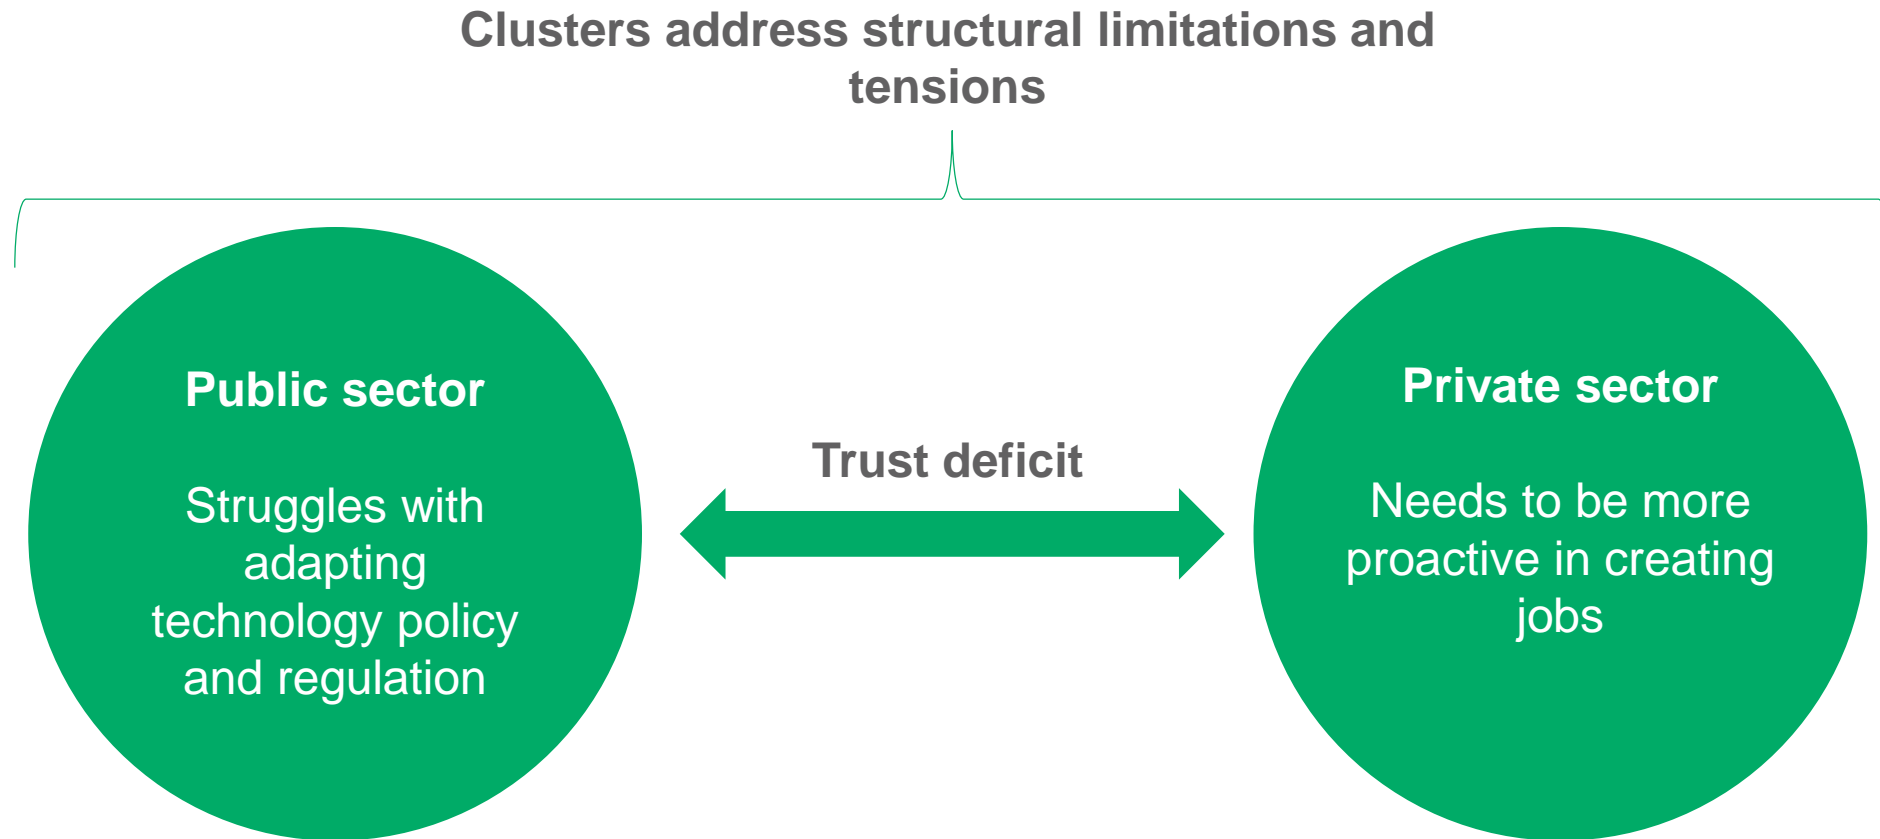 Clusters address structural limitations and
tensions
Public sector
Struggles with
adapting
technology policy
and regulation
Trust deficit
Private sector
Needs to be more
proactive in creating
jobs